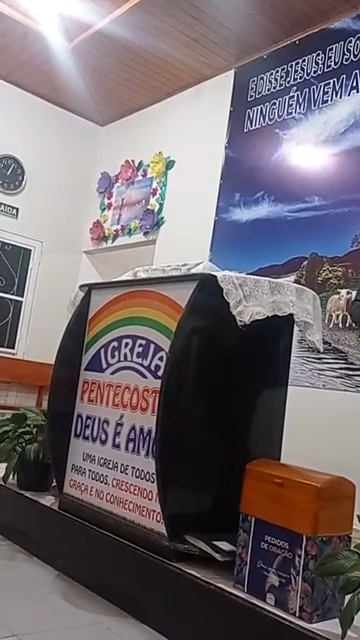 E DISSE JESUS: EU SO
NINGUÉM VEM A
SAIDA
IGREJA
PENTECOST
DEUS É AMO
UMA IGREJA DE TODOS
PARA TODOS, CRESCENDO N
GRAÇA E NO CONHECIMENT
PEDIDOS
DE ORAÇÃO